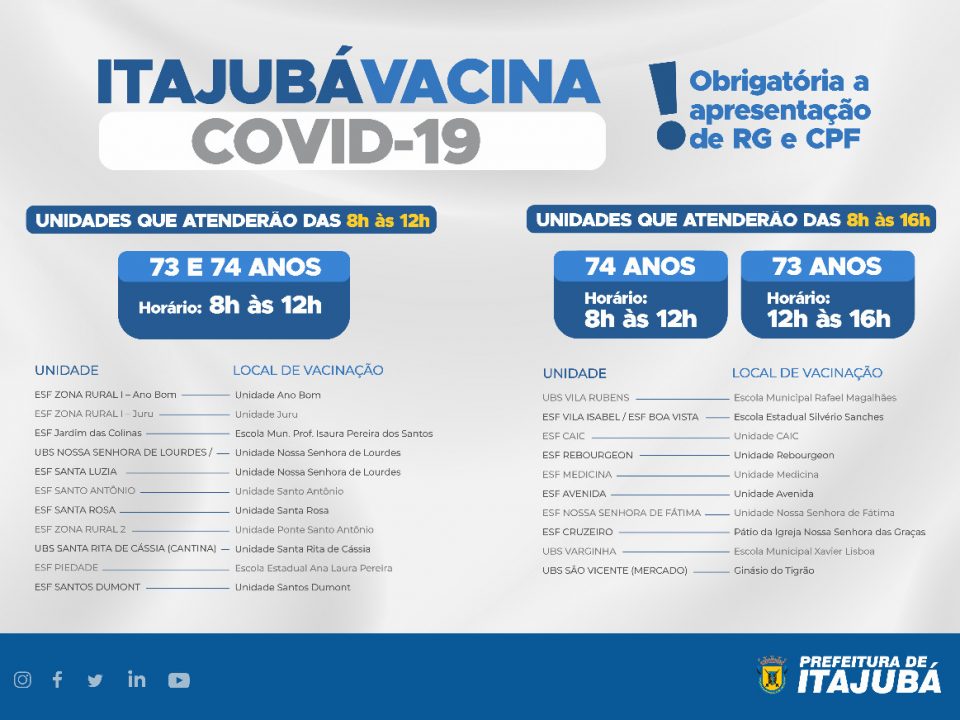 ITAJUBÁVACINA
COVID-19
!
Obrigatória a
apresentação
de RG e CPF
UNIDADES QUE ATENDERÃO DAS 8h às 12h
73 E 74 ANOS
Horário: 8h às 12h
UNIDADE LOCAL DE VACINAÇÃO
ESF ZONA RURAL I – Ano Bom Unidade Ano Bom
ESF ZONA RURAL I – Juru Unidade Juru
ESF Jardim das Colinas Escola Mun. Prof. Isaura Pereira dos Santos
UBS NOSSA SENHORA DE LOURDES / Unidade Nossa Senhora de Lourdes
ESF SANTA LUZIA Unidade Nossa Senhora de Lourdes
ESF SANTO ANTÔNIO Unidade Santo Antônio
ESF SANTA ROSA Unidade Santa Rosa
ESF ZONA RURAL 2 Unidade Ponte Santo Antônio
UBS SANTA RITA DE CÁSSIA (CANTINA) Unidade Santa Rita de Cássia
ESF PIEDADE Escola Estadual Ana Laura Pereira
ESF SANTOS DUMONT Unidade Santos Dumont
UNIDADES QUE ATENDERÃO DAS 8h às 16h
74 ANOS
Horário:
8h às 12h
73 ANOS
Horário:
12h às 16h
UNIDADE LOCAL DE VACINAÇÃO
UBS VILA RUBENS Escola Municipal Rafael Magalhães
ESF VILA ISABEL / ESF BOA VISTA Escola Estadual Silvério Sanches
ESF CAIC Unidade CAIC
ESF REBOURGEON Unidade Rebourgeon
ESF MEDICINA Unidade Medicina
ESF AVENIDA Unidade Avenida
ESF NOSSA SENHORA DE FÁTIMA Unidade Nossa Senhora de Fátima
ESF CRUZEIRO Pátio da Igreja Nossa Senhora das Graças
UBS VARGINHA Escola Municipal Xavier Lisboa
UBS SÃO VICENTE (MERCADO) Ginásio do Tigrão
PREFEITURA DE
ITAJUBÁ